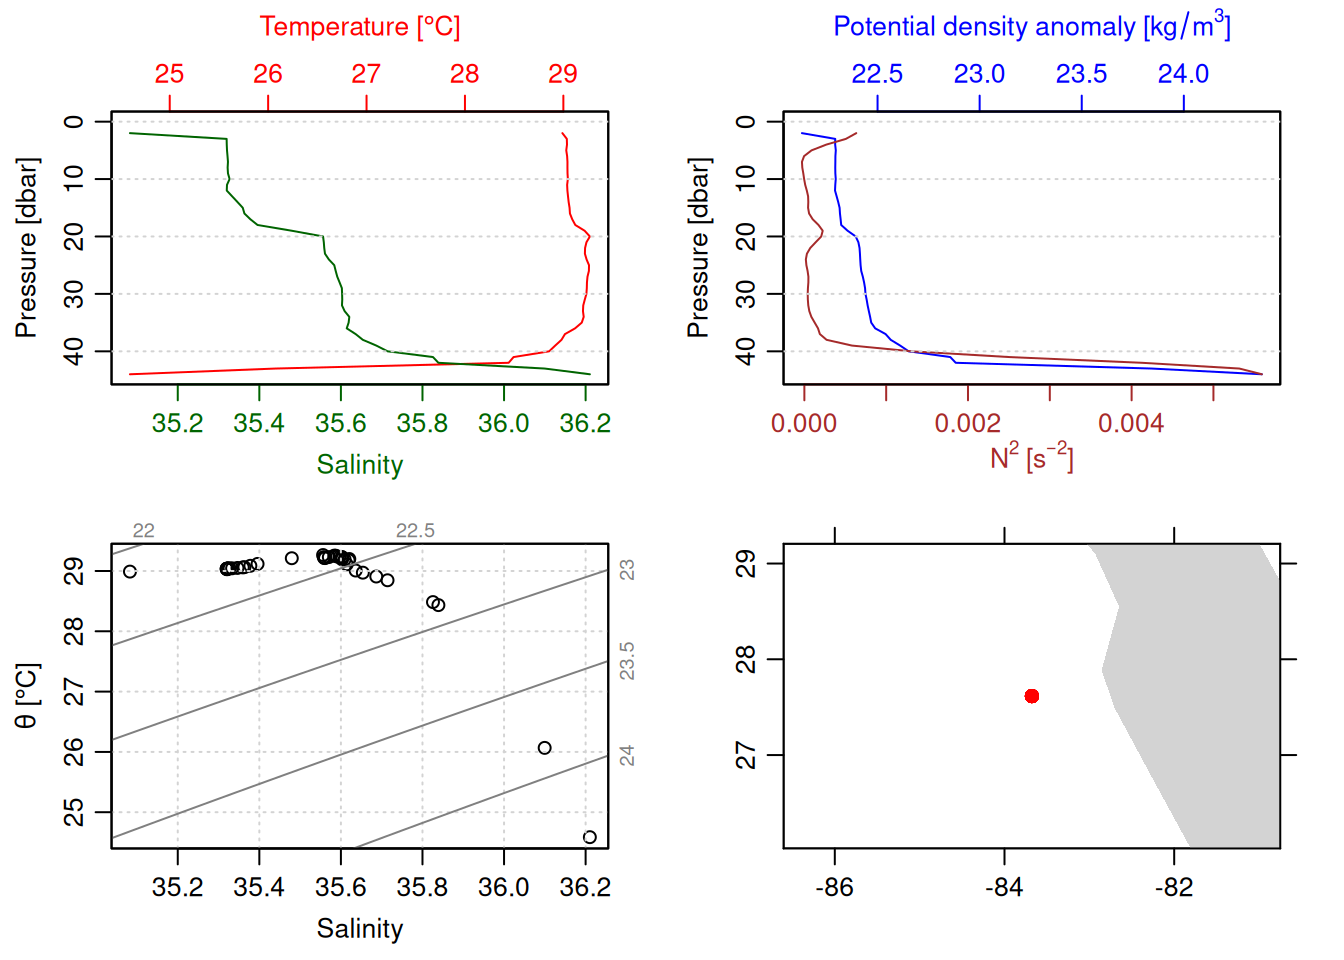 Temperature [°C]
25 26 27 28 29
Pressure [dbar]
0 10 20 30 40
35.2 35.4 35.6 35.8 36.0 36.2
Salinity
Potential density anomaly [kg/m³]
22.5 23.0 23.5 24.0
Pressure [dbar]
0 10 20 30 40
0.000 0.002 0.004
N² [s⁻²]
22 22.5
23
23.5
24
θ [°C]
29 28 27 26 25
35.2 35.4 35.6 35.8 36.0 36.2
Salinity
29 28 27
-86 -84 -82